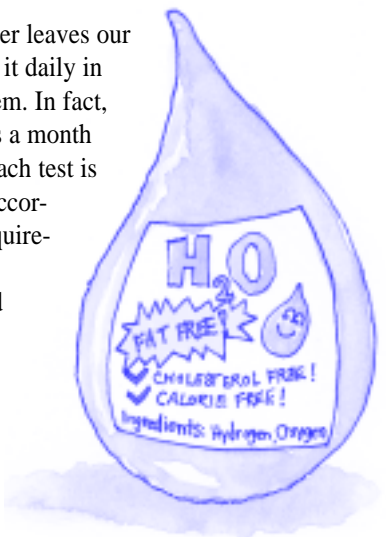 er leaves our
it daily in
em. In fact,
s a month
ach test is
ccor-
quire-
d
H2O
FAT FREE!
CHOLESTEROL FREE!
CALORIE FREE!
Ingredients: Hydrogen, Oxygen